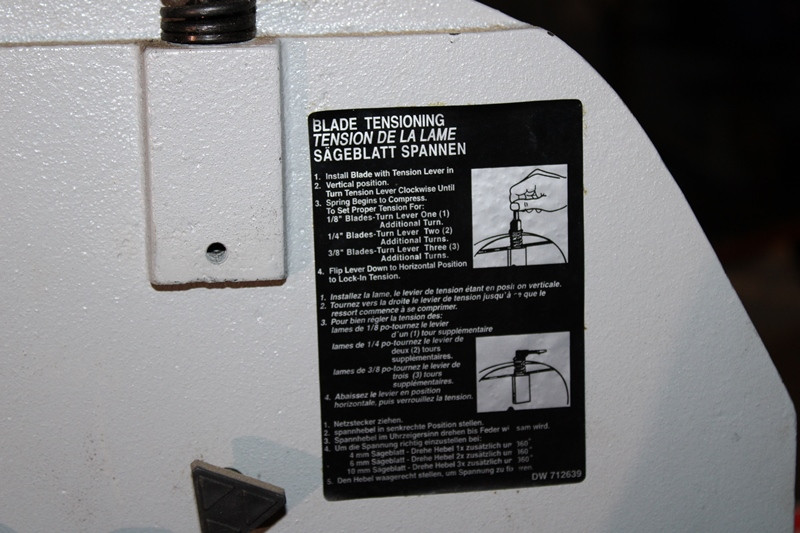 BLADE TENSIONING
TENSION DE LA LAME
SÄGEBLATT SPANNEN
1. Install Blade with Tension Lever in
2. Vertical position.
Turn Tension Lever Clockwise Until
3. Spring Begins to Compress.
To Set Proper Tension For:
1/8" Blades-Turn Lever One (1)
Additional Turn.
1/4" Blades-Turn Lever Two (2)
Additional Turns.
3/8" Blades-Turn Lever Three (3)
Additional Turns.
4. Flip Lever Down to Horizontal Position
to Lock-In Tension.
1. Installez la lame, le levier de tension étant en position verticale.
2. Tournez vers la droite le levier de tension jusqu'à que le
ressort commence à se comprimer.
3. Pour bien régler la tension des:
lames de 1/8 po-tournez le levier
d'un (1) tour supplémentaire
lames de 1/4 po-tournez le levier de
deux (2) tours
supplémentaires.
lames de 3/8 po-tournez le levier de
trois (3) tours
supplémentaires.
4. Abaissez le levier en position
horizontale, puis verrouillez la tension.
1. Netzstecker ziehen.
2. spannhebel in senkrechte Position stellen.
3. Spannhebel im Uhrzeigersinn drehen bis Feder wird.
4. Um die Spannung richtig einzustellen bei:
4 mm Sägeblatt - Drehe Hebel 1x zusätzlich 360°
6 mm Sägeblatt - Drehe Hebel 2x zusätzlich 360°
10 mm Sägeblatt - Drehe Hebel 3x zusätzlich 360°
5. Den Hebel waagerecht stellen, um Spannung zu
DW 712639